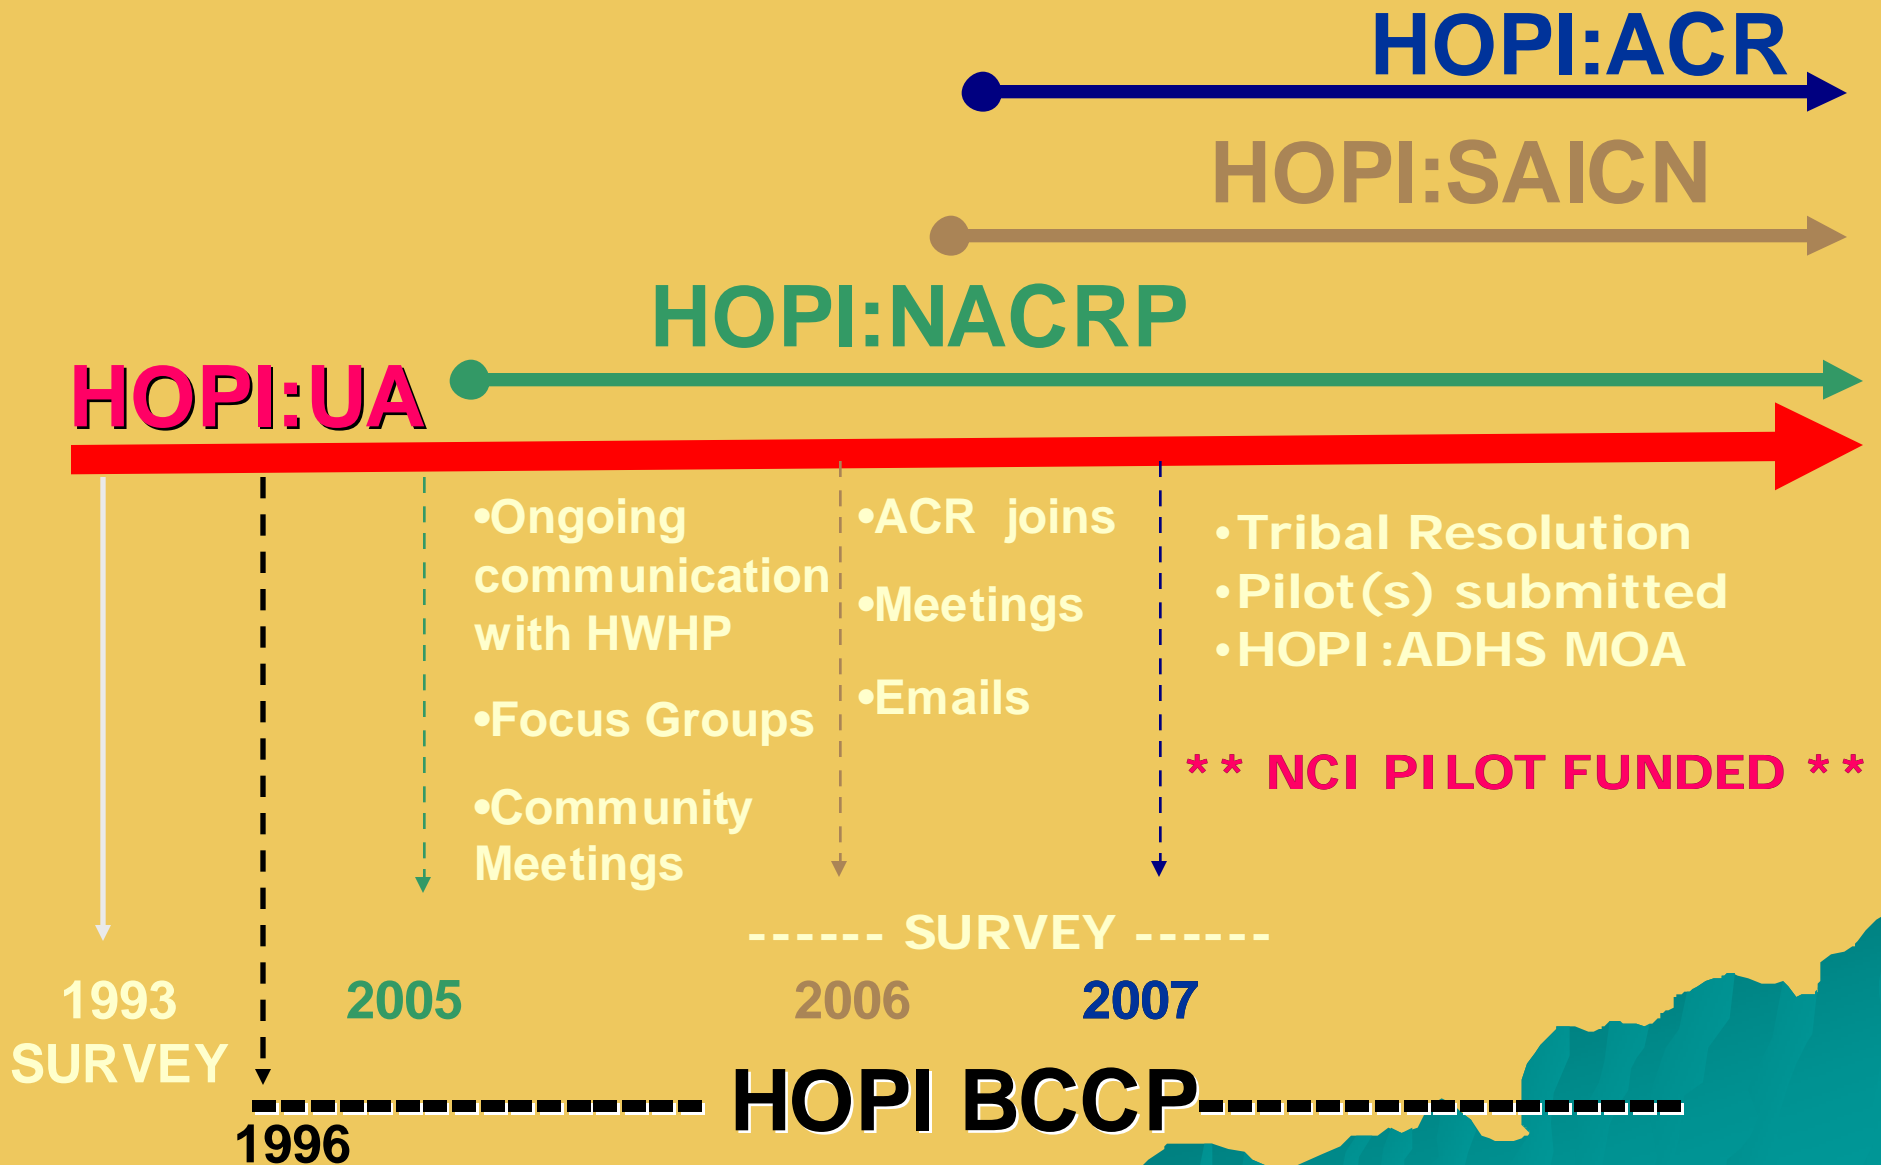 HOPI:ACR
HOPI:SAICN
HOPI:NACRP
HOPI:UA
•Ongoing
communication
with HWHP
•Focus Groups
•Community
Meetings
•ACR joins
•Meetings
•Emails
•Tribal Resolution
•Pilot(s) submitted
•HOPI:ADHS MOA
** NCI PILOT FUNDED **
------ SURVEY ------
1993
SURVEY
2005
2006
2007
HOPI BCCP
1996